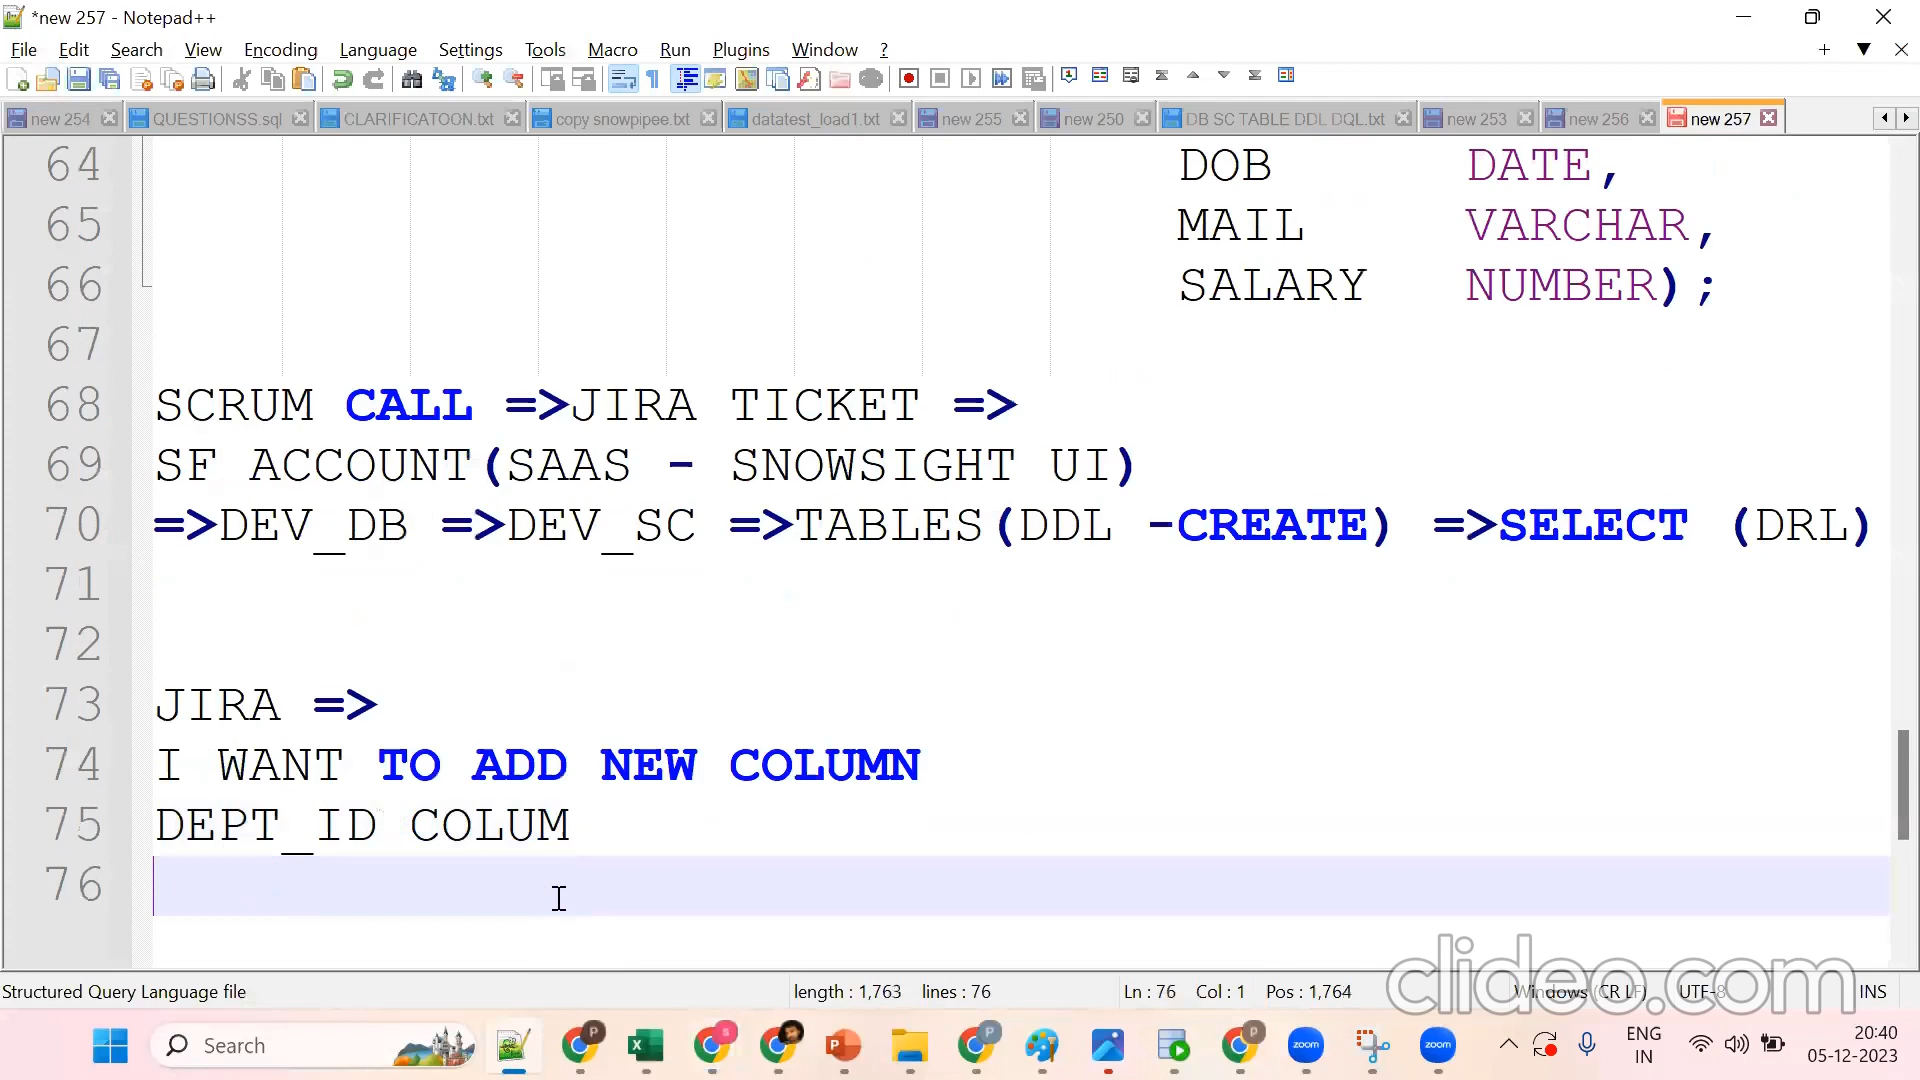 *new 257 - Notepad++
File Edit Search View Encoding Language Settings Tools Macro Run Plugins Window ?
new 254 QUESTIONSS.sql CLARIFICATOON.txt copy snowpipee.txt datatest_load1.txt new 255 new 250 DB SC TABLE DDL DQL.txt new 253 new 256 new 257
64 DOB DATE,
65 MAIL VARCHAR,
66 SALARY NUMBER);
67
68 SCRUM CALL =>JIRA TICKET =>
69 SF ACCOUNT(SAAS - SNOWSIGHT UI)
70 =>DEV_DB =>DEV_SC =>TABLES(DDL -CREATE) =>SELECT (DRL)
71
72
73 JIRA =>
74 I WANT TO ADD NEW COLUMN
75 DEPT_ID COLUM
76
clideo.com
Structured Query Language file length : 1,763 lines : 76 Ln : 76 Col : 1 Pos : 1,764 Windows (CR LF) UTF-8 INS
Search zoom zoom ENG 20:40
IN 05-12-2023